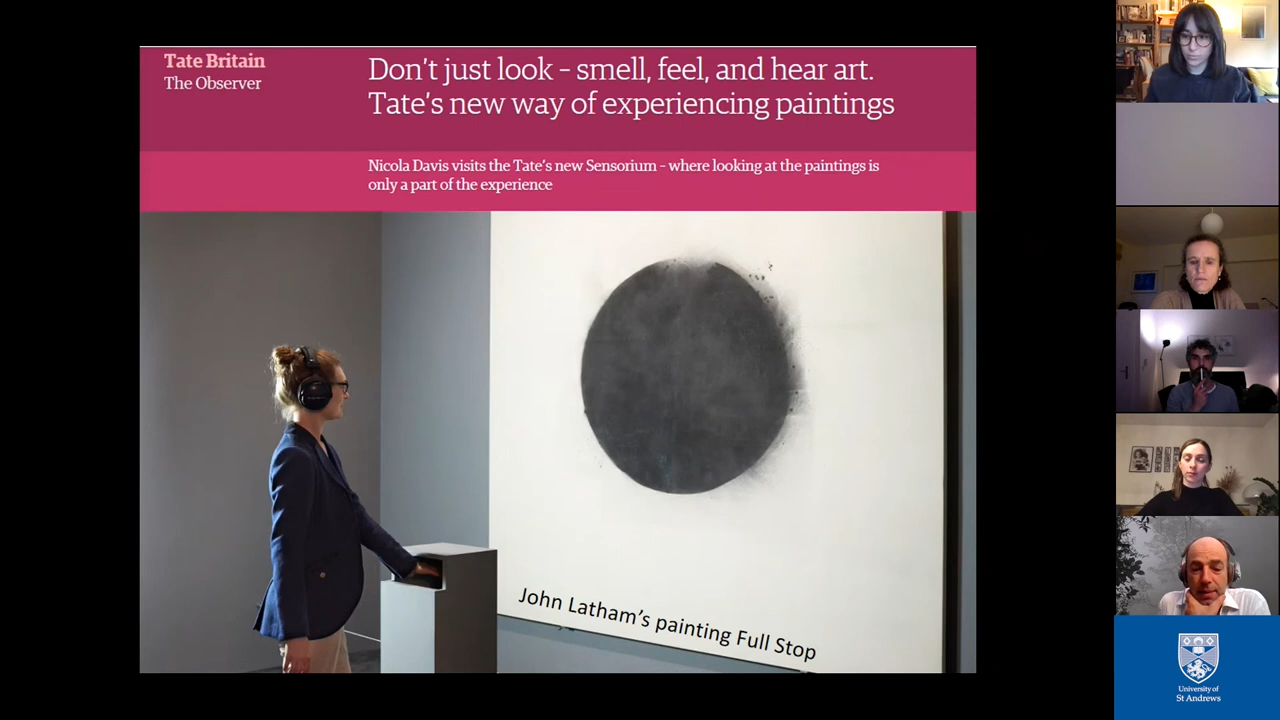 Tate Britain
The Observer
Don't just look – smell, feel, and hear art.
Tate's new way of experiencing paintings
Nicola Davis visits the Tate's new Sensorium – where looking at the paintings is
only a part of the experience
John Latham's painting Full Stop
University of
St Andrews